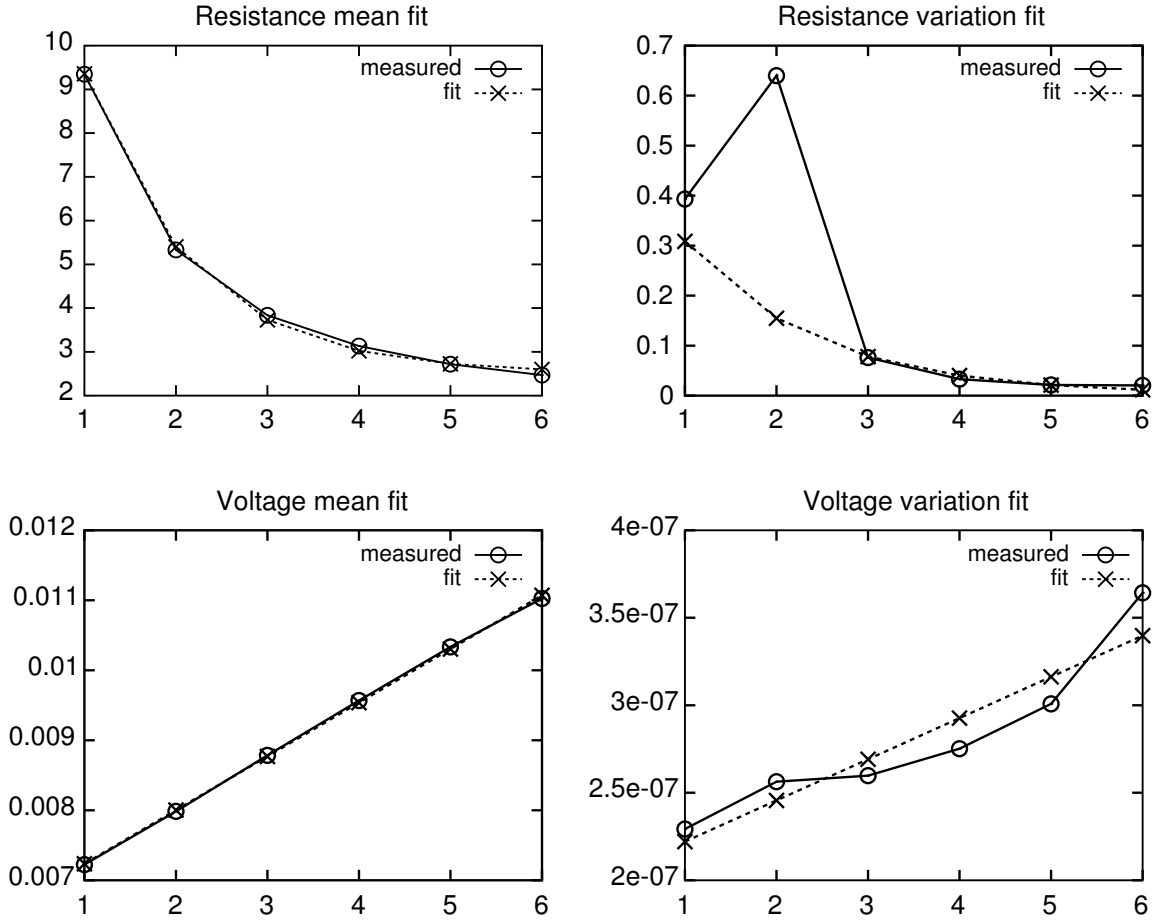 Resistance mean fit
10
9
8
7
6
5
4
3
2
measured
fit
1 2 3 4 5 6
Resistance variation fit
0.7
0.6
0.5
0.4
0.3
0.2
0.1
0
measured
fit
1 2 3 4 5 6
Voltage mean fit
0.012
0.011
0.01
0.009
0.008
0.007
measured
fit
1 2 3 4 5 6
Voltage variation fit
4e-07
3.5e-07
3e-07
2.5e-07
2e-07
measured
fit
1 2 3 4 5 6